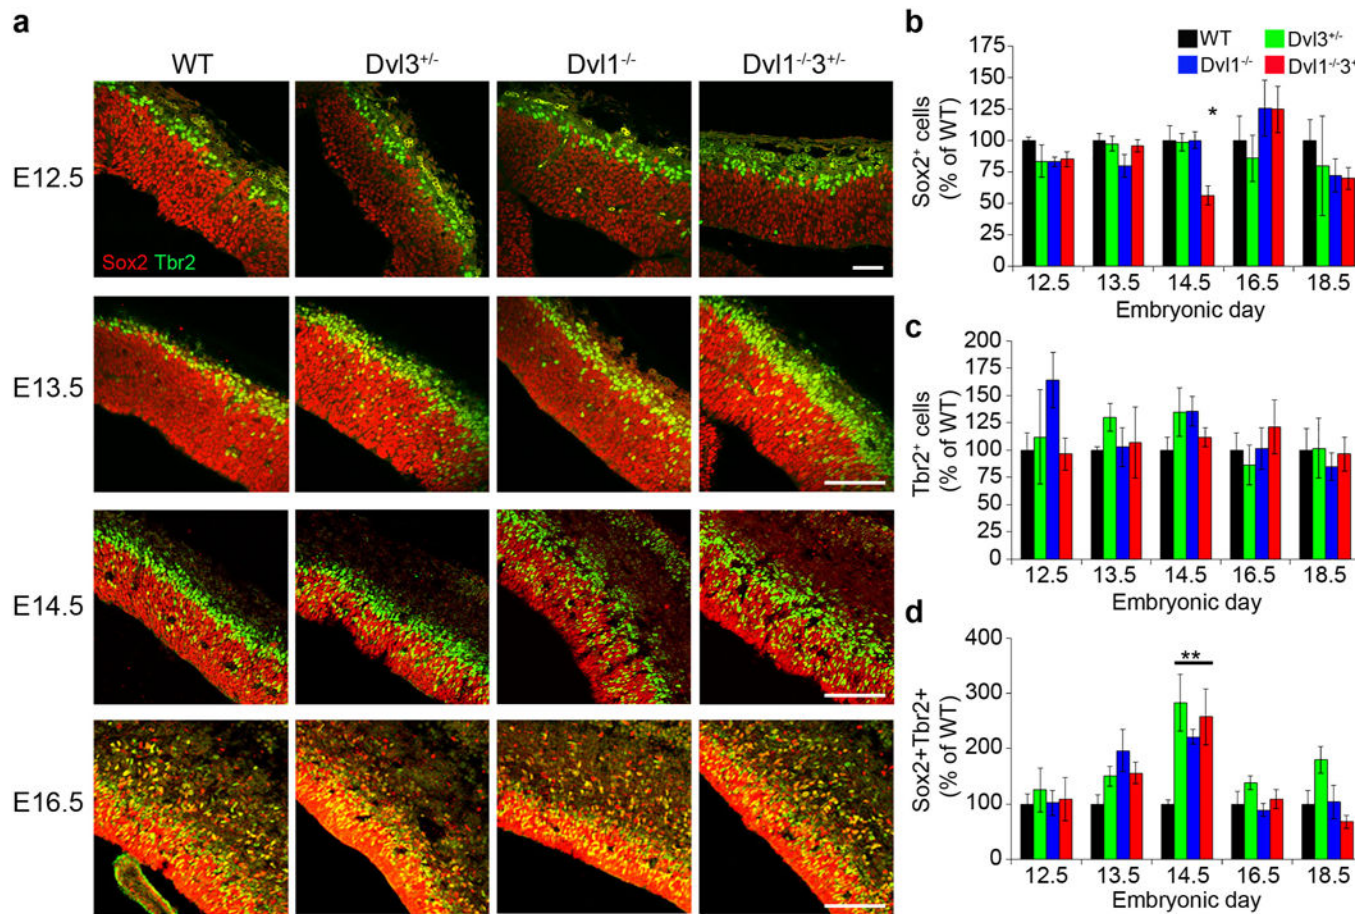 a
WT Dvl3+/- Dvl1-/- Dvl1-/-3+/-
E12.5
Sox2 Tbr2
E13.5
E14.5
E16.5
b
WT Dvl3+/-
Dvl1-/- Dvl1-/-3+/
Sox2+ cells
(% of WT)
175
150
125
100
75
50
25
0
*
12.5 13.5 14.5 16.5 18.5
Embryonic day
c
Tbr2+ cells
(% of WT)
200
175
150
125
100
75
50
25
0
12.5 13.5 14.5 16.5 18.5
Embryonic day
d
Sox2+Tbr2+
(% of WT)
400
300
200
100
0
**
12.5 13.5 14.5 16.5 18.5
Embryonic day